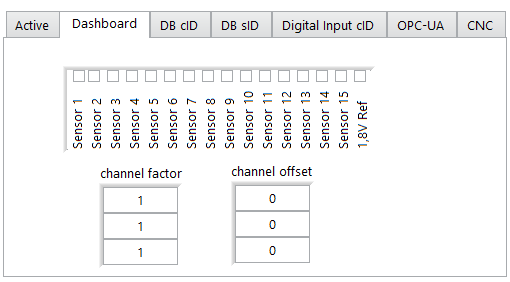 Active Dashboard DB cID DB sID Digital Input cID OPC-UA CNC
Sensor 1
Sensor 2
Sensor 3
Sensor 4
Sensor 5
Sensor 6
Sensor 7
Sensor 8
Sensor 9
Sensor 10
Sensor 11
Sensor 12
Sensor 13
Sensor 14
Sensor 15
1,8V Ref
channel factor channel offset
1 0
1 0
1 0